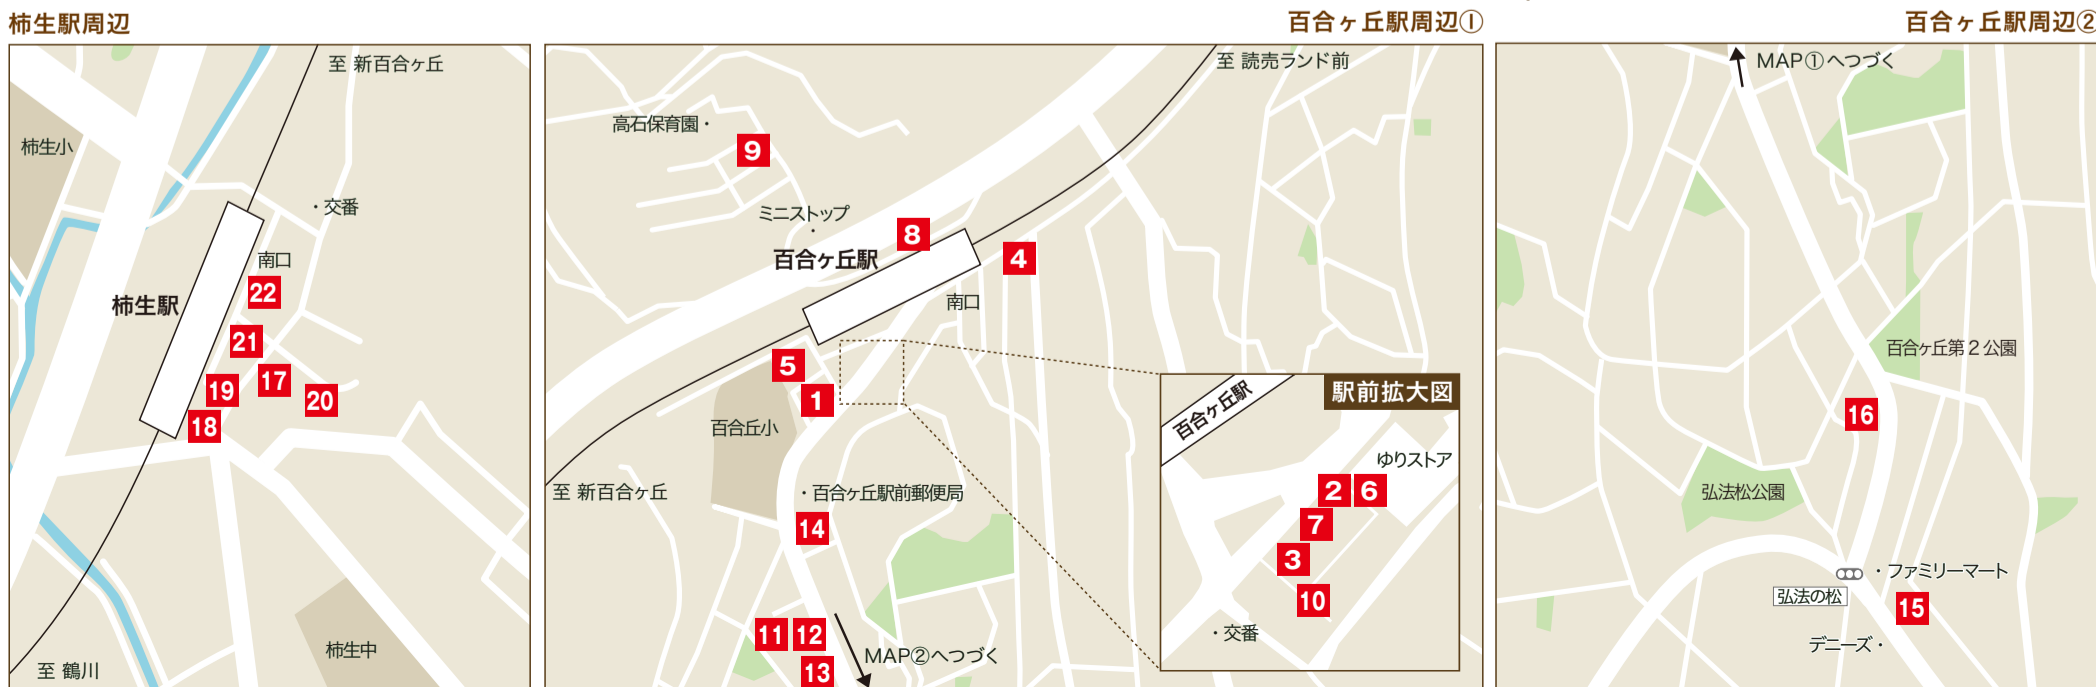 柿生駅周辺
至 新百合ヶ丘
柿生小
・交番
南口
22
柿生駅
21
17
19
20
18
柿生中
至 鶴川
百合ヶ丘駅周辺①
至 読売ランド前
高石保育園・
9
ミニストップ
8
百合ヶ丘駅
4
南口
5
1
百合丘小
至 新百合ヶ丘
・百合ヶ丘駅前郵便局
14
11 12
13
MAP②へつづく
駅前拡大図
百合ヶ丘駅
ゆりストア
2 6
7
3
10
・交番
百合ヶ丘駅周辺②
MAP①へつづく
百合ヶ丘第2公園
16
弘法松公園
・ファミリーマート
弘法の松
15
デニーズ・